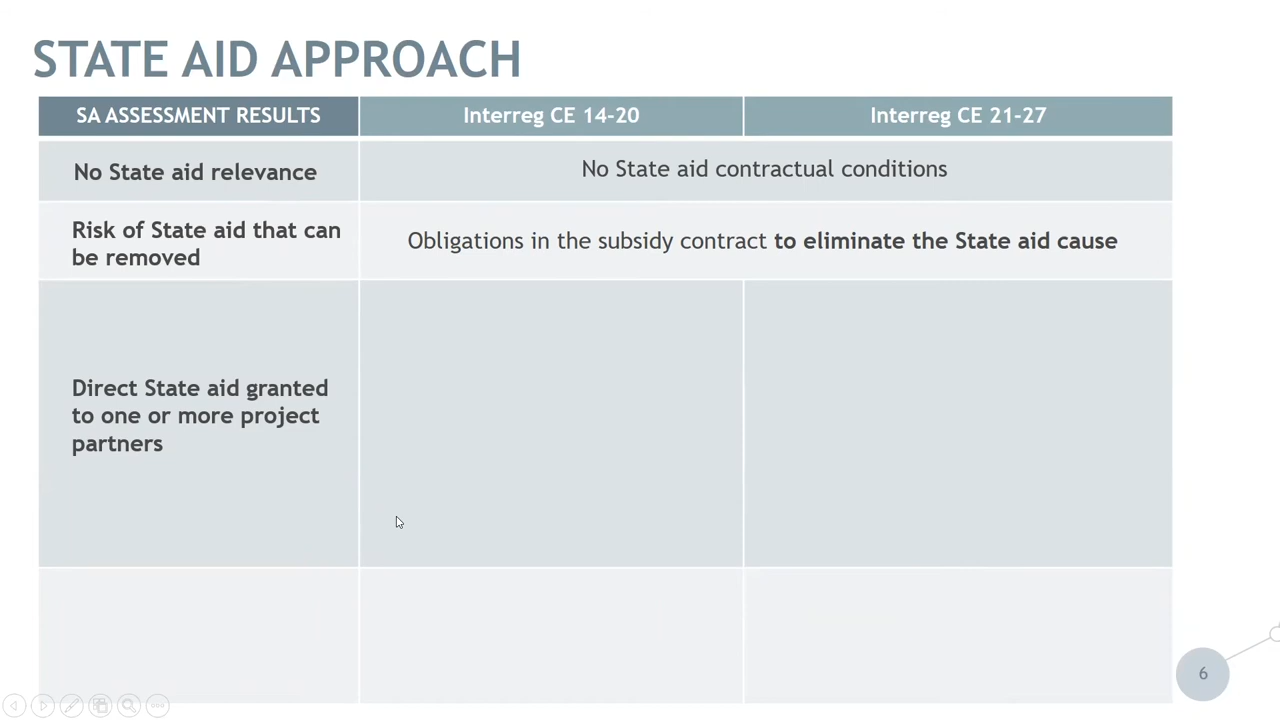 STATE AID APPROACH
SA ASSESSMENT RESULTS
Interreg CE 14-20
Interreg CE 21-27
No State aid relevance
No State aid contractual conditions
Risk of State aid that can
be removed
Obligations in the subsidy contract to eliminate the State aid cause
Direct State aid granted
to one or more project
partners
6